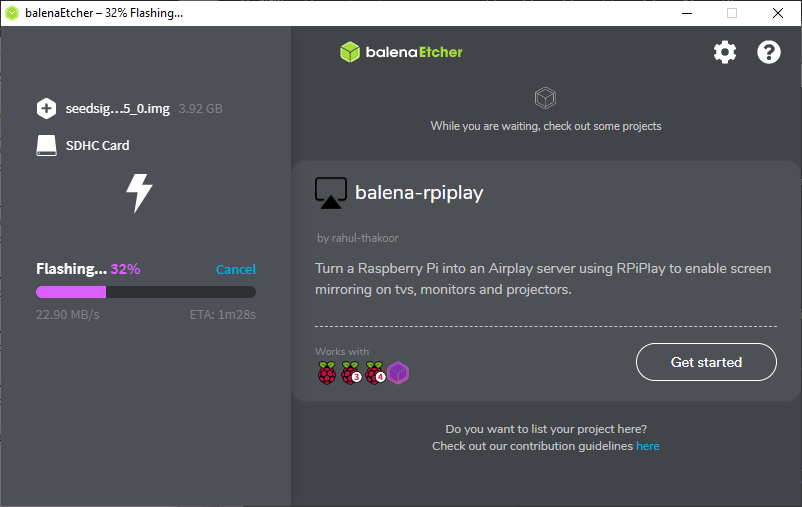 balenaEtcher – 32% Flashing...
balenaEtcher
seedsig...5_0.img 3.92 GB
SDHC Card
Flashing... 32% Cancel
22.90 MB/s ETA: 1m28s
While you are waiting, check out some projects
balena-rpiplay
by rahul-thakoor
Turn a Raspberry Pi into an Airplay server using RPiPlay to enable screen
mirroring on tvs, monitors and projectors.
Works with
3 4
Get started
Do you want to list your project here?
Check out our contribution guidelines here